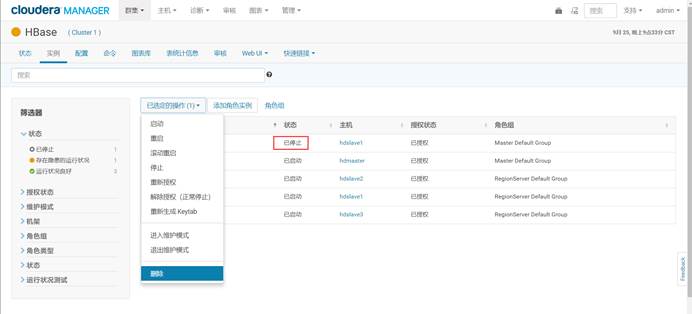 cloudera MANAGER 群集 主机 诊断 审核 图表 管理 搜索 支持 admin
HBase (Cluster 1) 9月 25, 晚上9点33分 CST
状态 实例 配置 命令 图表库 表统计信息 审核 Web UI 快速链接
搜索
筛选器
状态
已停止 1
存在隐患的运行状况 1
运行状况良好 3
授权状态
维护模式
机架
角色组
角色类型
状态
运行状况测试
已选定的操作 (1) 添加角色实例 角色组
启动
重启
滚动重启
停止
重新授权
解除授权（正常停止）
重新生成 Keytab
进入维护模式
退出维护模式
删除
状态 主机 授权状态 角色组
已停止 hdslave1 已授权 Master Default Group
已启动 hdmaster 已授权 Master Default Group
已启动 hdslave2 已授权 RegionServer Default Group
已启动 hdslave1 已授权 RegionServer Default Group
已启动 hdslave3 已授权 RegionServer Default Group
Feedback